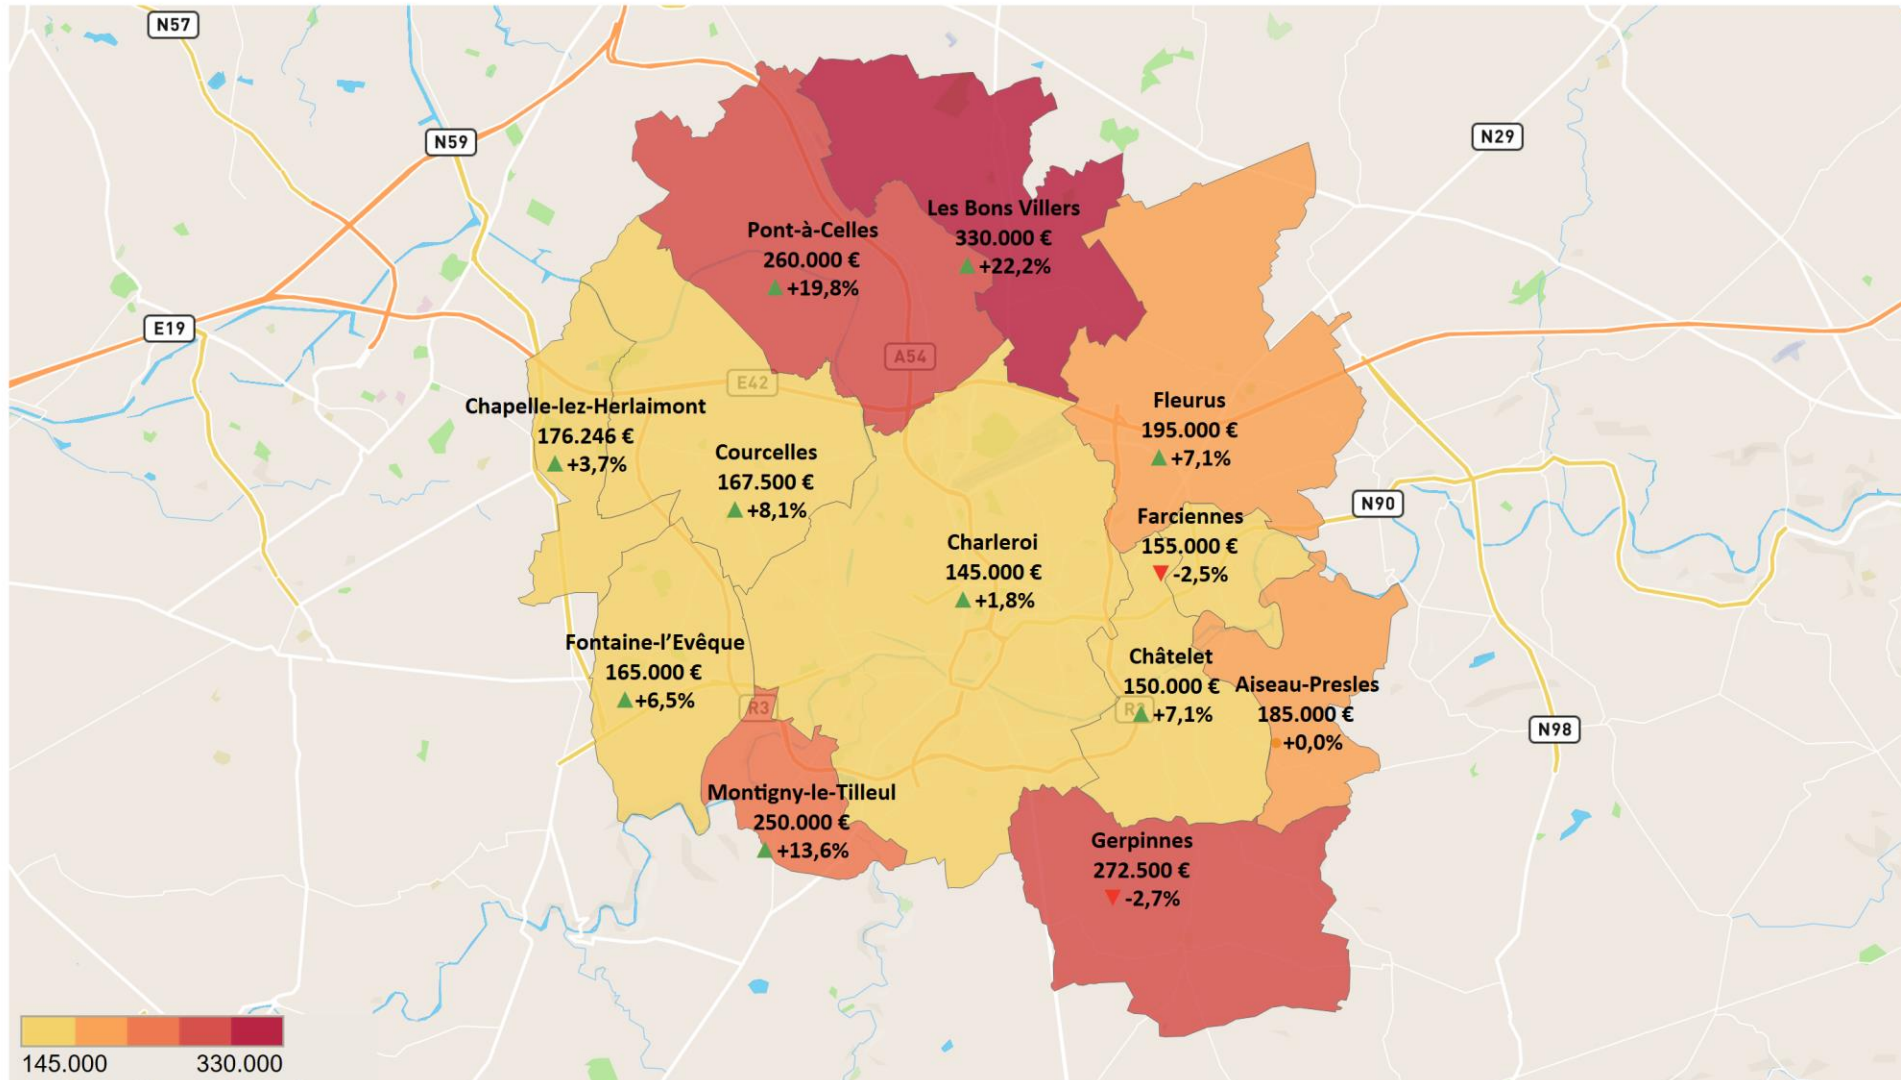 N57
N59
N29
Les Bons Villers
330.000 €
+22,2%
Pont-à-Celles
260.000 €
+19,8%
E19
A54
E42
Chapelle-lez-Herlaimont
176.246 €
+3,7%
Fleurus
195.000 €
+7,1%
Courcelles
167.500 €
+8,1%
N90
Farciennes
155.000 €
-2,5%
Charleroi
145.000 €
+1,8%
Fontaine-l’Evêque
165.000 €
+6,5%
Châtelet
150.000 €
+7,1%
Aiseau-Presles
185.000 €
+0,0%
R3
R3
N98
Montigny-le-Tilleul
250.000 €
+13,6%
Gerpinnes
272.500 €
-2,7%
145.000 330.000